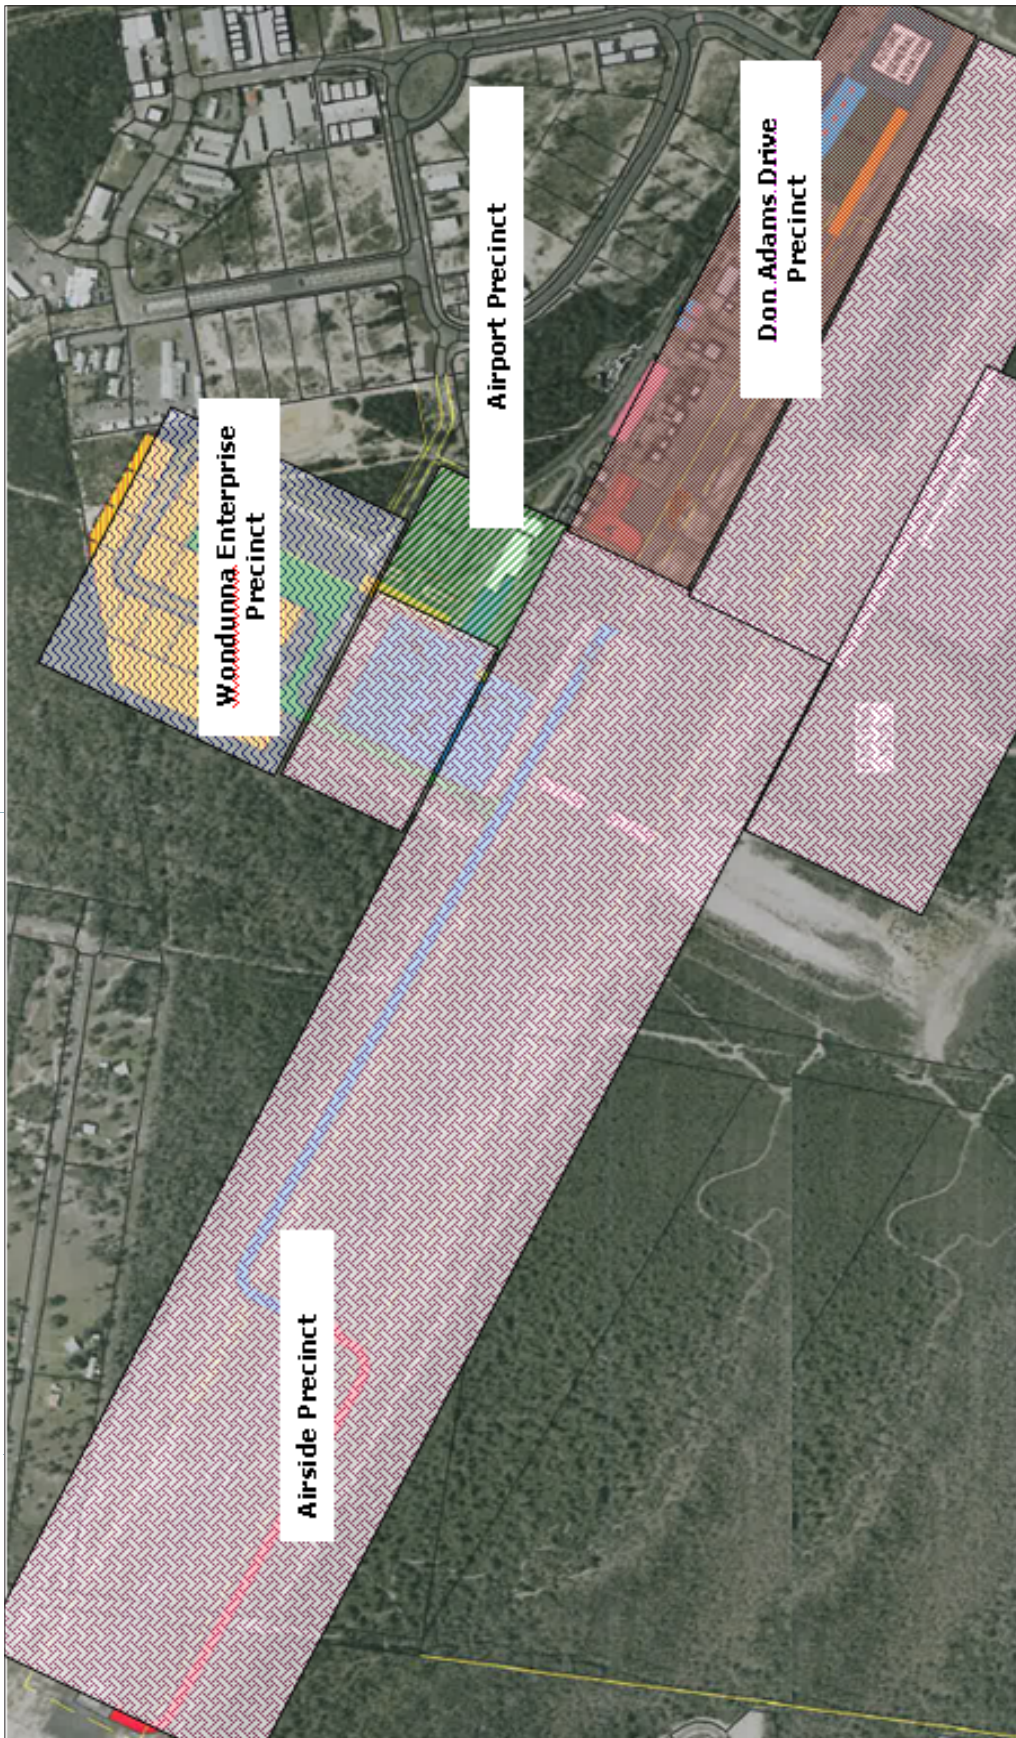 Wondunna Enterprise
Precinct
Airport Precinct
Don Adams Drive
Precinct
Airside Precinct